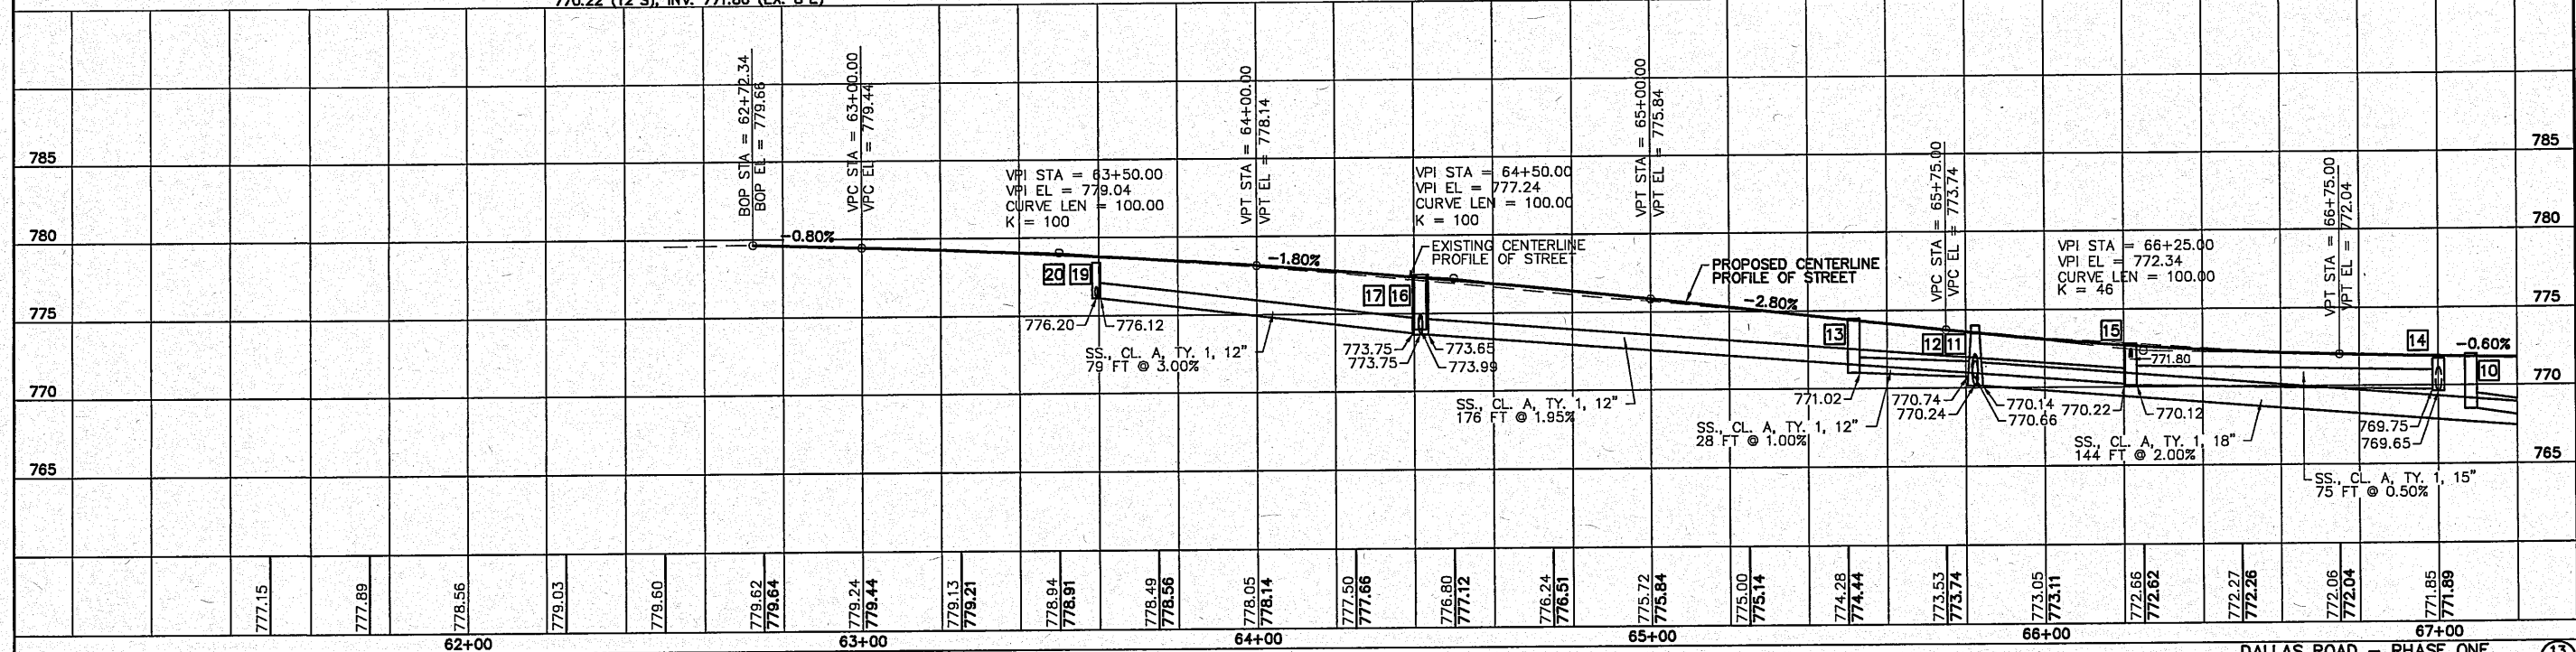 770.22 (12 S), INV. 771.80 (EX. 8 E)
BOP STA = 62+72.34
BOP EL = 779.66
VPC STA = 63+00.00
VPC EL = 779.44
VPT STA = 64+00.00
VPT EL = 778.14
VPT STA = 65+00.00
VPT EL = 775.84
VPC STA = 65+75.00
VPC EL = 773.74
VPT STA = 66+75.00
VPT EL = 772.04
785
785
VPI STA = 63+50.00
VPI EL = 779.04
CURVE LEN = 100.00
K = 100
VPI STA = 64+50.00
VPI EL = 777.24
CURVE LEN = 100.00
K = 100
VPI STA = 66+25.00
VPI EL = 772.34
CURVE LEN = 100.00
K = 46
780
780
-0.80%
-1.80%
-2.80%
-0.60%
EXISTING CENTERLINE
PROFILE OF STREET
PROPOSED CENTERLINE
PROFILE OF STREET
20 19
17 16
13
12 11
15
14
10
775
775
776.20
776.12
773.75
773.75
773.65
773.99
771.02
770.74
770.24
770.14
770.66
770.22
771.80
770.12
769.75
769.65
SS., CL. A, TY. 1, 12"
79 FT @ 3.00%
SS., CL. A, TY. 1, 12"
176 FT @ 1.95%
SS., CL. A, TY. 1, 12"
28 FT @ 1.00%
SS., CL. A, TY. 1, 18"
144 FT @ 2.00%
SS., CL. A, TY. 1, 15"
75 FT @ 0.50%
770
770
765
765
777.15
777.89
778.56
779.03
779.60
779.62
779.64
779.24
779.44
779.13
779.21
778.94
778.91
778.49
778.56
778.05
778.14
777.50
777.66
776.80
777.12
776.24
776.51
775.72
775.84
775.00
775.14
774.28
774.44
773.53
773.74
773.05
773.11
772.66
772.62
772.27
772.26
772.06
772.04
771.85
771.89
62+00
63+00
64+00
65+00
66+00
67+00
DALLAS ROAD - PHASE ONE
13